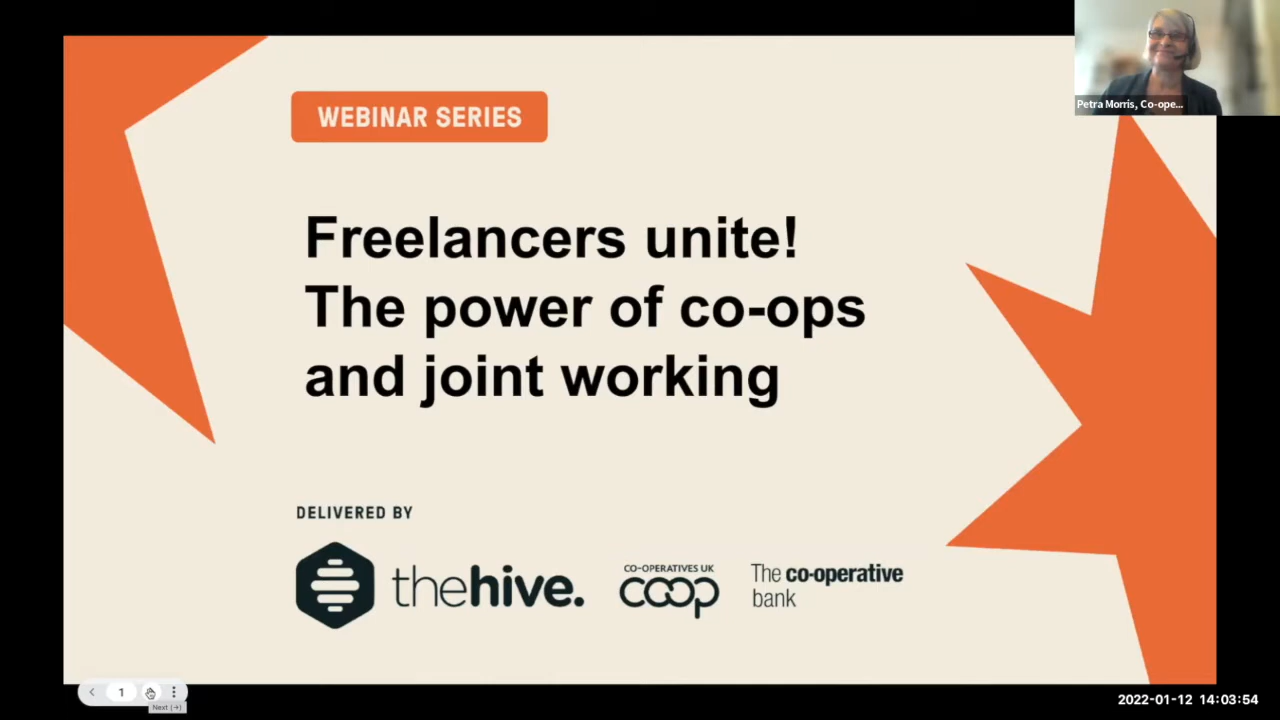 Petra Morris, Co-ope...
WEBINAR SERIES
Freelancers unite!
The power of co-ops
and joint working
DELIVERED BY
thehive.
CO-OPERATIVES UK
coop
The co-operative
bank
1
Next (→)
2022-01-12 14:03:54